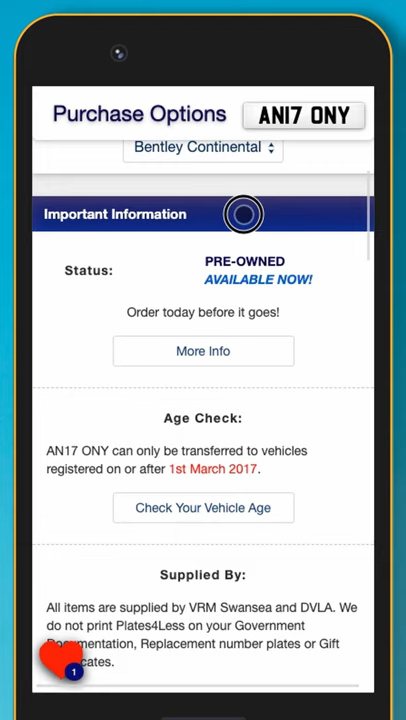 Purchase Options
AN17 ONY
Bentley Continental
Important Information
Status:
PRE-OWNED
AVAILABLE NOW!
Order today before it goes!
More Info
Age Check:
AN17 ONY can only be transferred to vehicles
registered on or after 1st March 2017.
Check Your Vehicle Age
Supplied By:
All items are supplied by VRM Swansea and DVLA. We
do not print Plates4Less on your Government
Replacement number plates or Gift
1